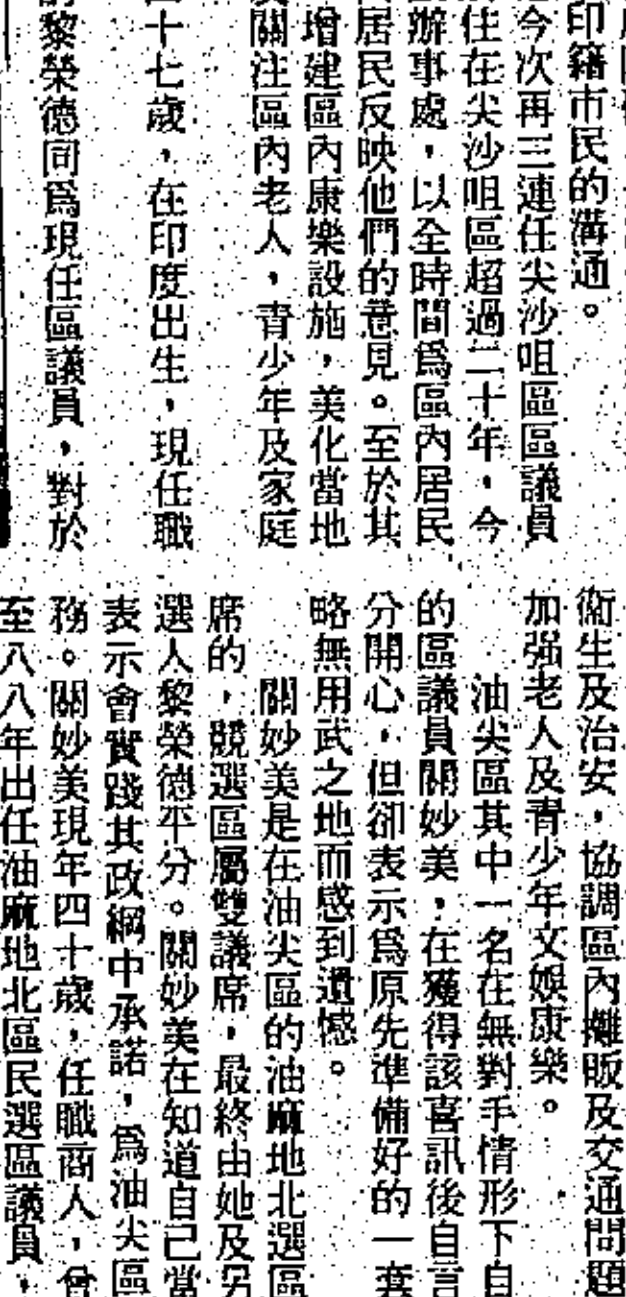 印籍市民的溝通。
今次再三連任尖沙咀區區議員
住在尖沙咀區超過二十年,今
辦事處,以全時間爲區內居民
居民反映他們的意見。至於其
增建區內康樂設施,美化當地
關注區內老人,青少年及家庭
十七歲,在印度出生,現任職
黎榮德同爲現任區議員,對於
衞生及治安,協調區內攤販及交通問題
加强老人及青少年文娛康樂。
油尖區其中一名在無對手情形下自
的區議員關妙美,在獲得該喜訊後自言
分開心,但卻表示爲原先準備好的一套
略無用武之地而感到遺憾。
關妙美是在油尖區的油麻地北選區
席的,競選區屬雙議席,最終由她及另
選人黎榮德平分。關妙美在知道自己當
表示會實踐其政綱中承諾,爲油尖區
務。關妙美現年四十歲,任職商人,曾
至八八年出任油麻地北區民選區議員,